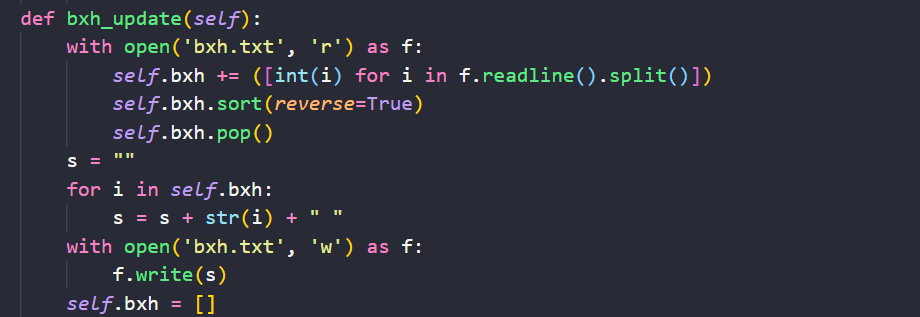 def bxh_update(self):
    with open('bxh.txt', 'r') as f:
        self.bxh += ([int(i) for i in f.readline().split()])
        self.bxh.sort(reverse=True)
        self.bxh.pop()
    s = ""
    for i in self.bxh:
        s = s + str(i) + " "
    with open('bxh.txt', 'w') as f:
        f.write(s)
    self.bxh = []